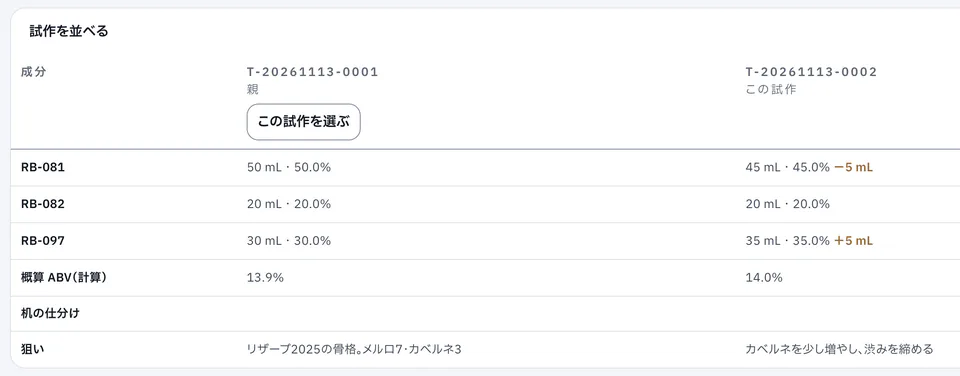 試作を並べる
成分 T-20261113-0001 T-20261113-0002
親 この試作
この試作を選ぶ
RB-081 50 mL · 50.0% 45 mL · 45.0% −5 mL
RB-082 20 mL · 20.0% 20 mL · 20.0%
RB-097 30 mL · 30.0% 35 mL · 35.0% +5 mL
概算 ABV(計算) 13.9% 14.0%
机の仕分け
狙い リザーブ2025の骨格。メルロ7・カベルネ3 カベルネを少し増やし、渋みを締める